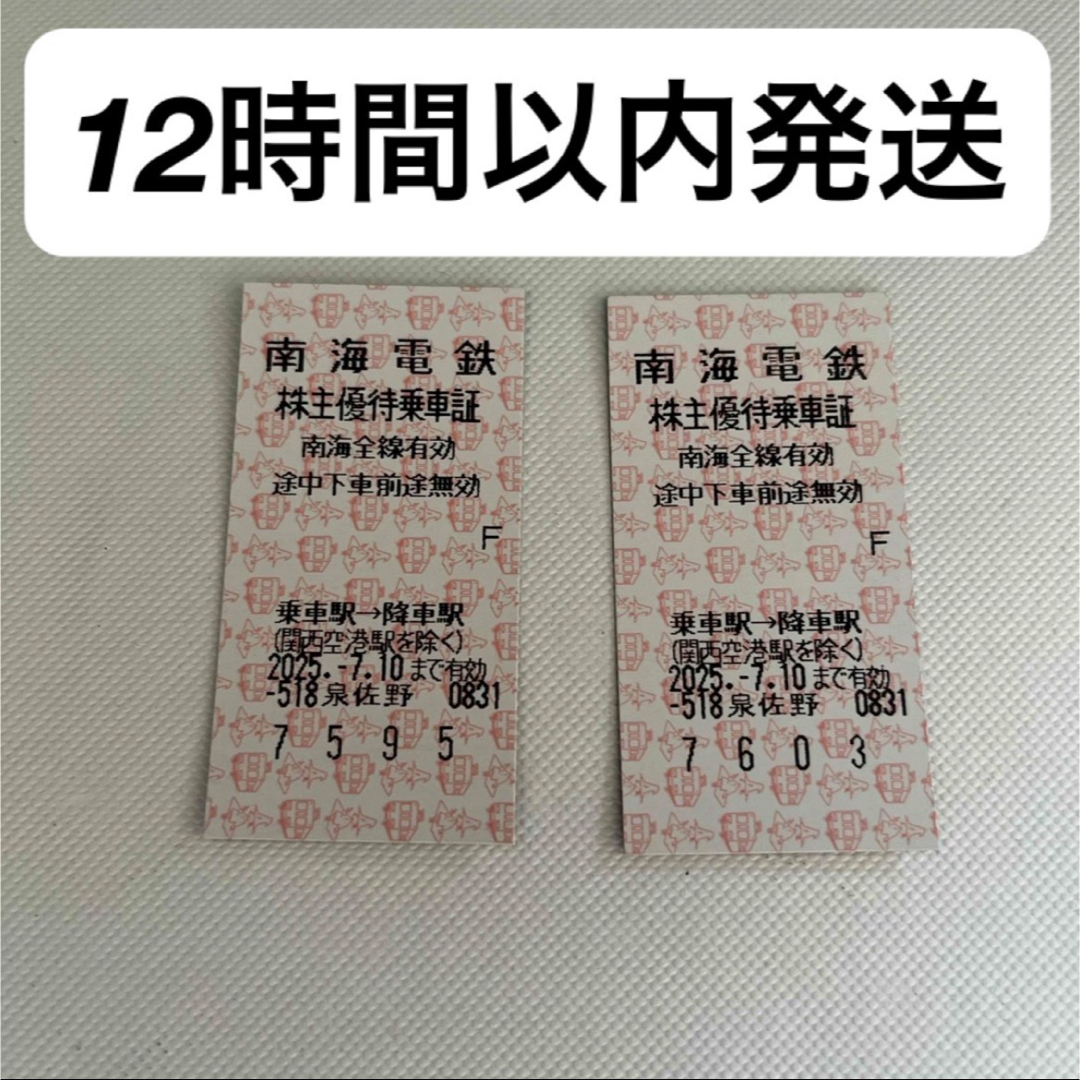 12時間以内発送
南海電鉄
株主優待乗車証
南海全線有効
途中下車前途無効
F
乗車駅→降車駅
(関西空港駅を除く)
2025.-7.10まで有効
-518泉佐野 0831
7595
南海電鉄
株主優待乗車証
南海全線有効
途中下車前途無効
F
乗車駅→降車駅
(関西空港駅を除く)
2025.-7.10まで有効
-518泉佐野 0831
7603